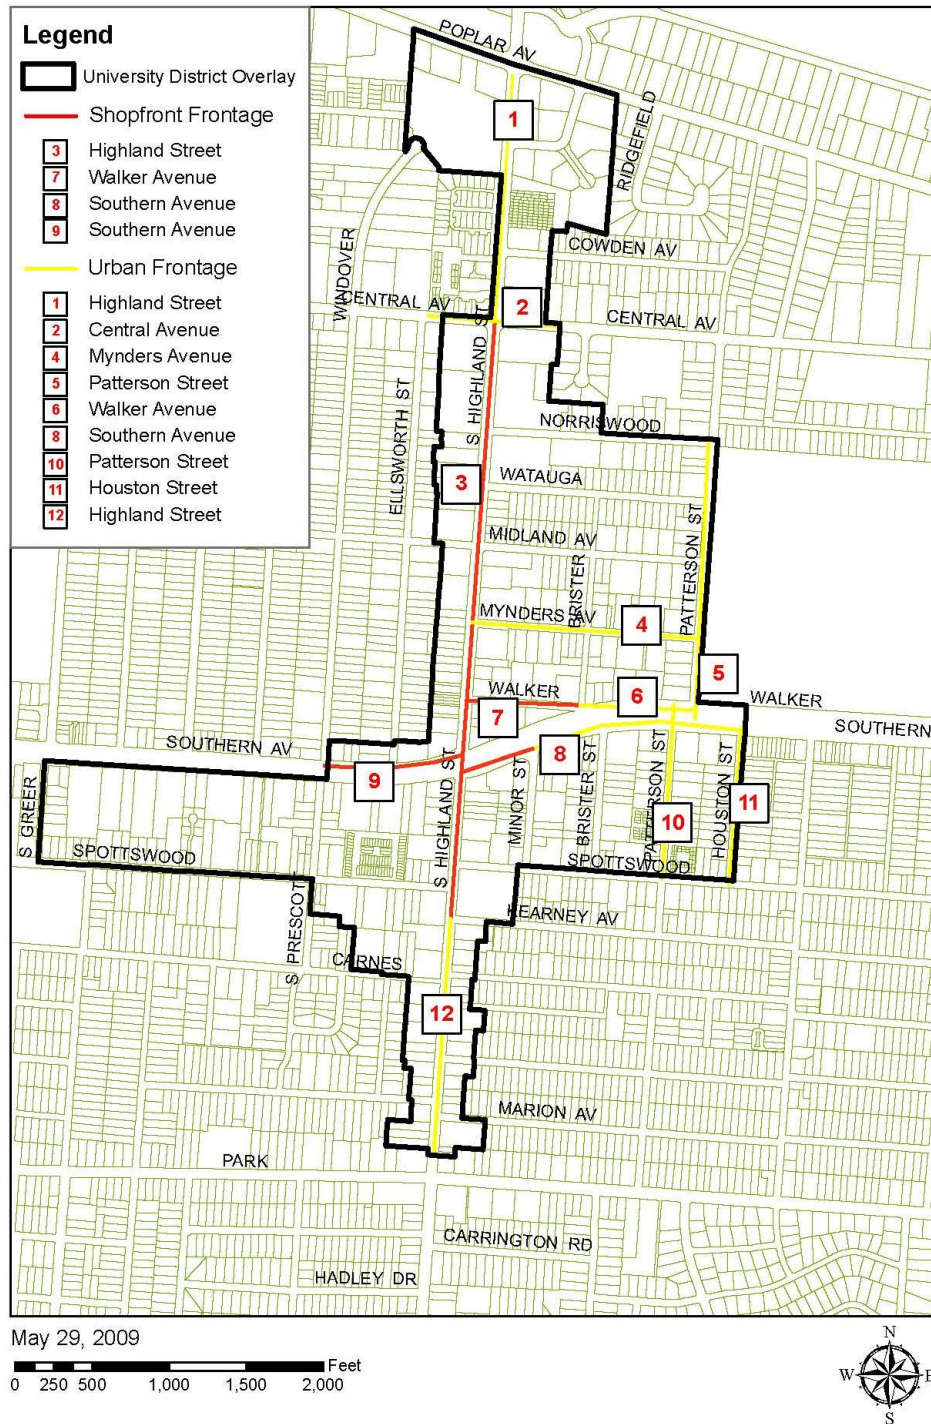 Legend
University District Overlay
Shopfront Frontage
3 Highland Street
7 Walker Avenue
8 Southern Avenue
9 Southern Avenue
Urban Frontage
1 Highland Street
2 Central Avenue
4 Mynders Avenue
5 Patterson Street
6 Walker Avenue
8 Southern Avenue
10 Patterson Street
11 Houston Street
12 Highland Street
POPLAR AV
1
RIDGEFIELD
WINDOVER
COWDEN AV
CENTRAL AV
2
CENTRAL AV
S HIGHLAND ST
ELLSWORTH ST
NORRISWOOD
3
WATAUGA
MIDLAND AV
BRISTER
PATTERSON ST
MYNDERS AV
4
5
WALKER
6
WALKER
7
SOUTHERN
SOUTHERN AV
8
9
S HIGHLAND ST
MINOR ST
BRISTER ST
PATTERSON ST
HOUSTON ST
11
10
S GREER
SPOTTSWOOD
SPOTTSWOOD
S PRESCOTT
KEARNEY AV
CARNES
12
MARION AV
PARK
CARRINGTON RD
HADLEY DR
May 29, 2009
Feet
0 250 500 1,000 1,500 2,000
N
W E
S